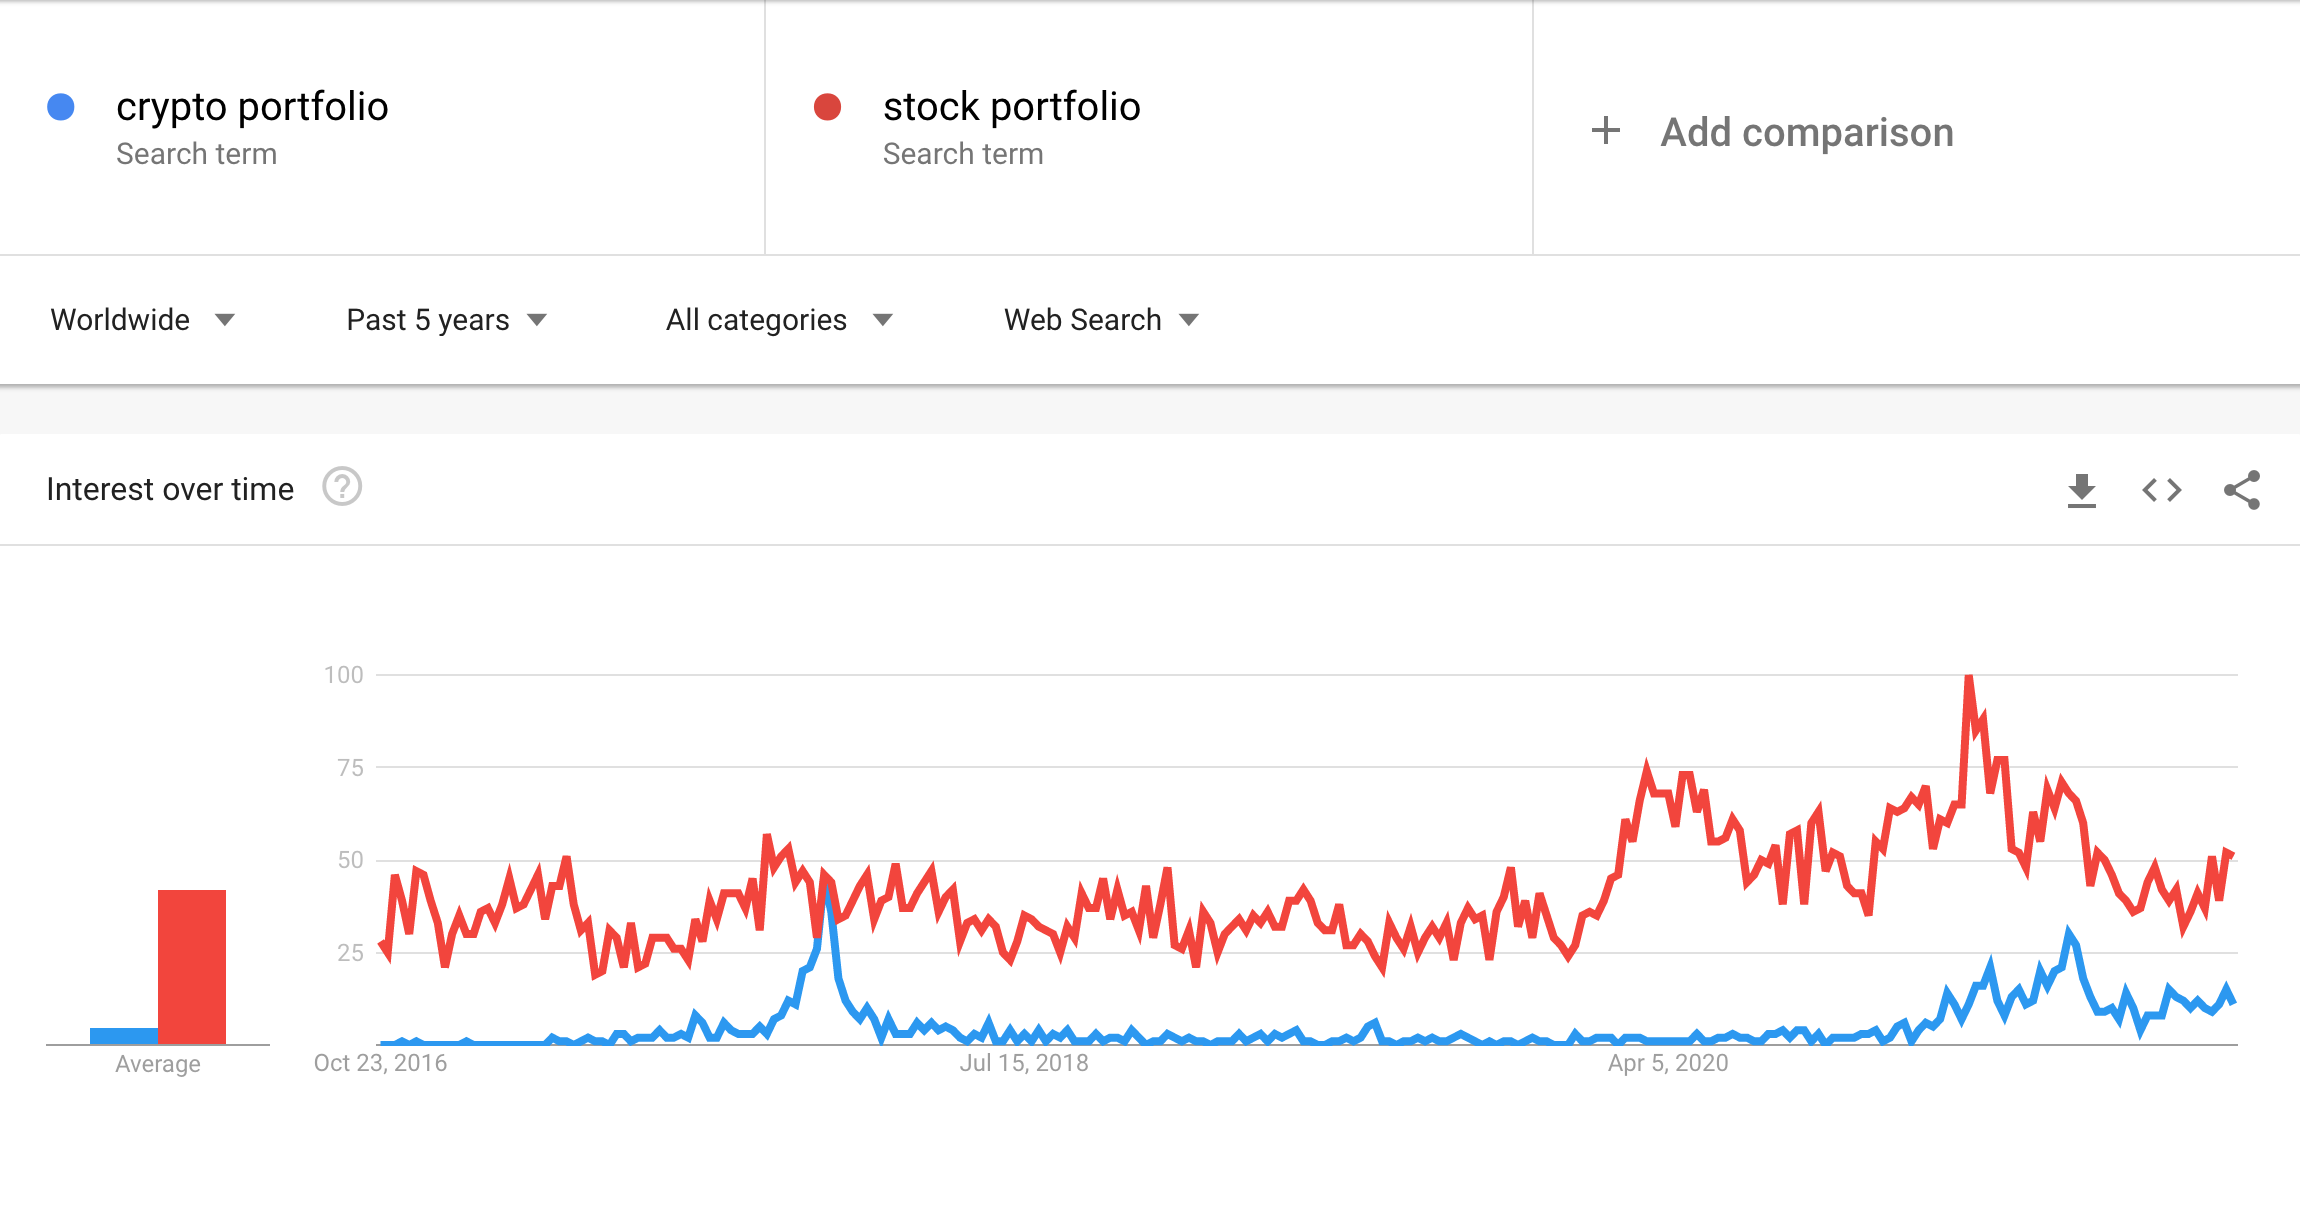 crypto portfolio
Search term
stock portfolio
Search term
+ Add comparison
Worldwide
Past 5 years
All categories
Web Search
Interest over time ?
100
75
50
25
Average
Oct 23, 2016
Jul 15, 2018
Apr 5, 2020